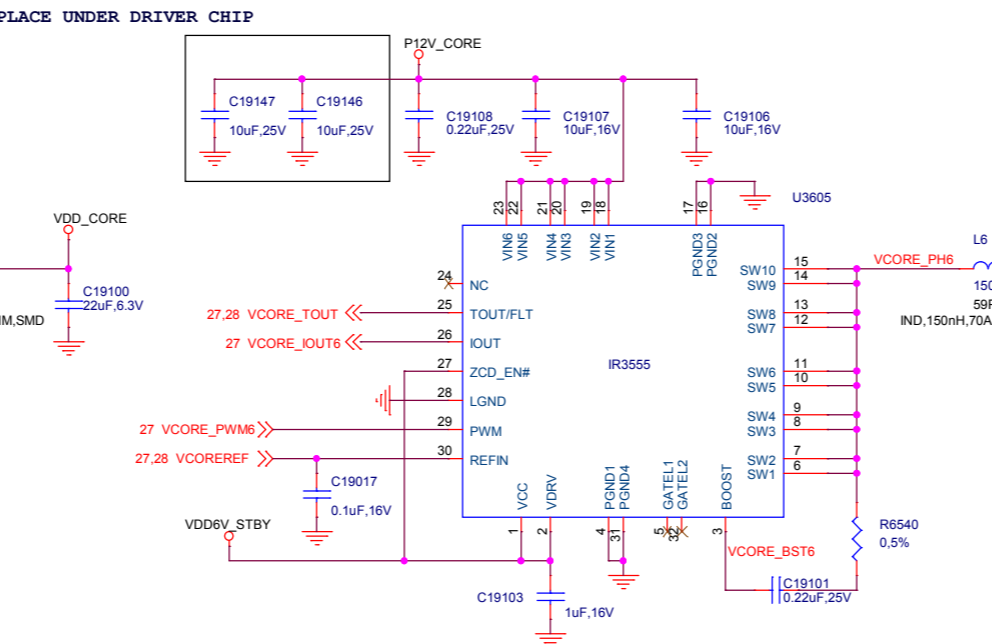 PLACE UNDER DRIVER CHIP
P12V_CORE
C19147
10uF,25V
C19146
10uF,25V
C19108
0.22uF,25V
C19107
10uF,16V
C19106
10uF,16V
VDD_CORE
C19100
22uF,6.3V
IM,SMD
U3605
23 22 21 20 19 18 17 16
VIN6 VIN5 VIN4 VIN3 VIN2 VIN1 PGND3 PGND2
24 NC
25 TOUT/FLT
26 IOUT
27 ZCD_EN#
28 LGND
29 PWM
30 REFIN
27,28 VCORE_TOUT
27 VCORE_IOUT6
27 VCORE_PWM6
27,28 VCOREREF
IR3555
SW10 15
SW9 14
SW8 13
SW7 12
SW6 11
SW5 10
SW4 9
SW3 8
SW2 7
SW1 6
VCORE_PH6
L6
150
59P
IND,150nH,70A
C19017
0.1uF,16V
VDD6V_STBY
VCC VDRV PGND1 PGND4 GATEL1 GATEL2 BOOST
1 2 4 31 5 32 3
VCORE_BST6
R6540
0,5%
C19101
0.22uF,25V
C19103
1uF,16V